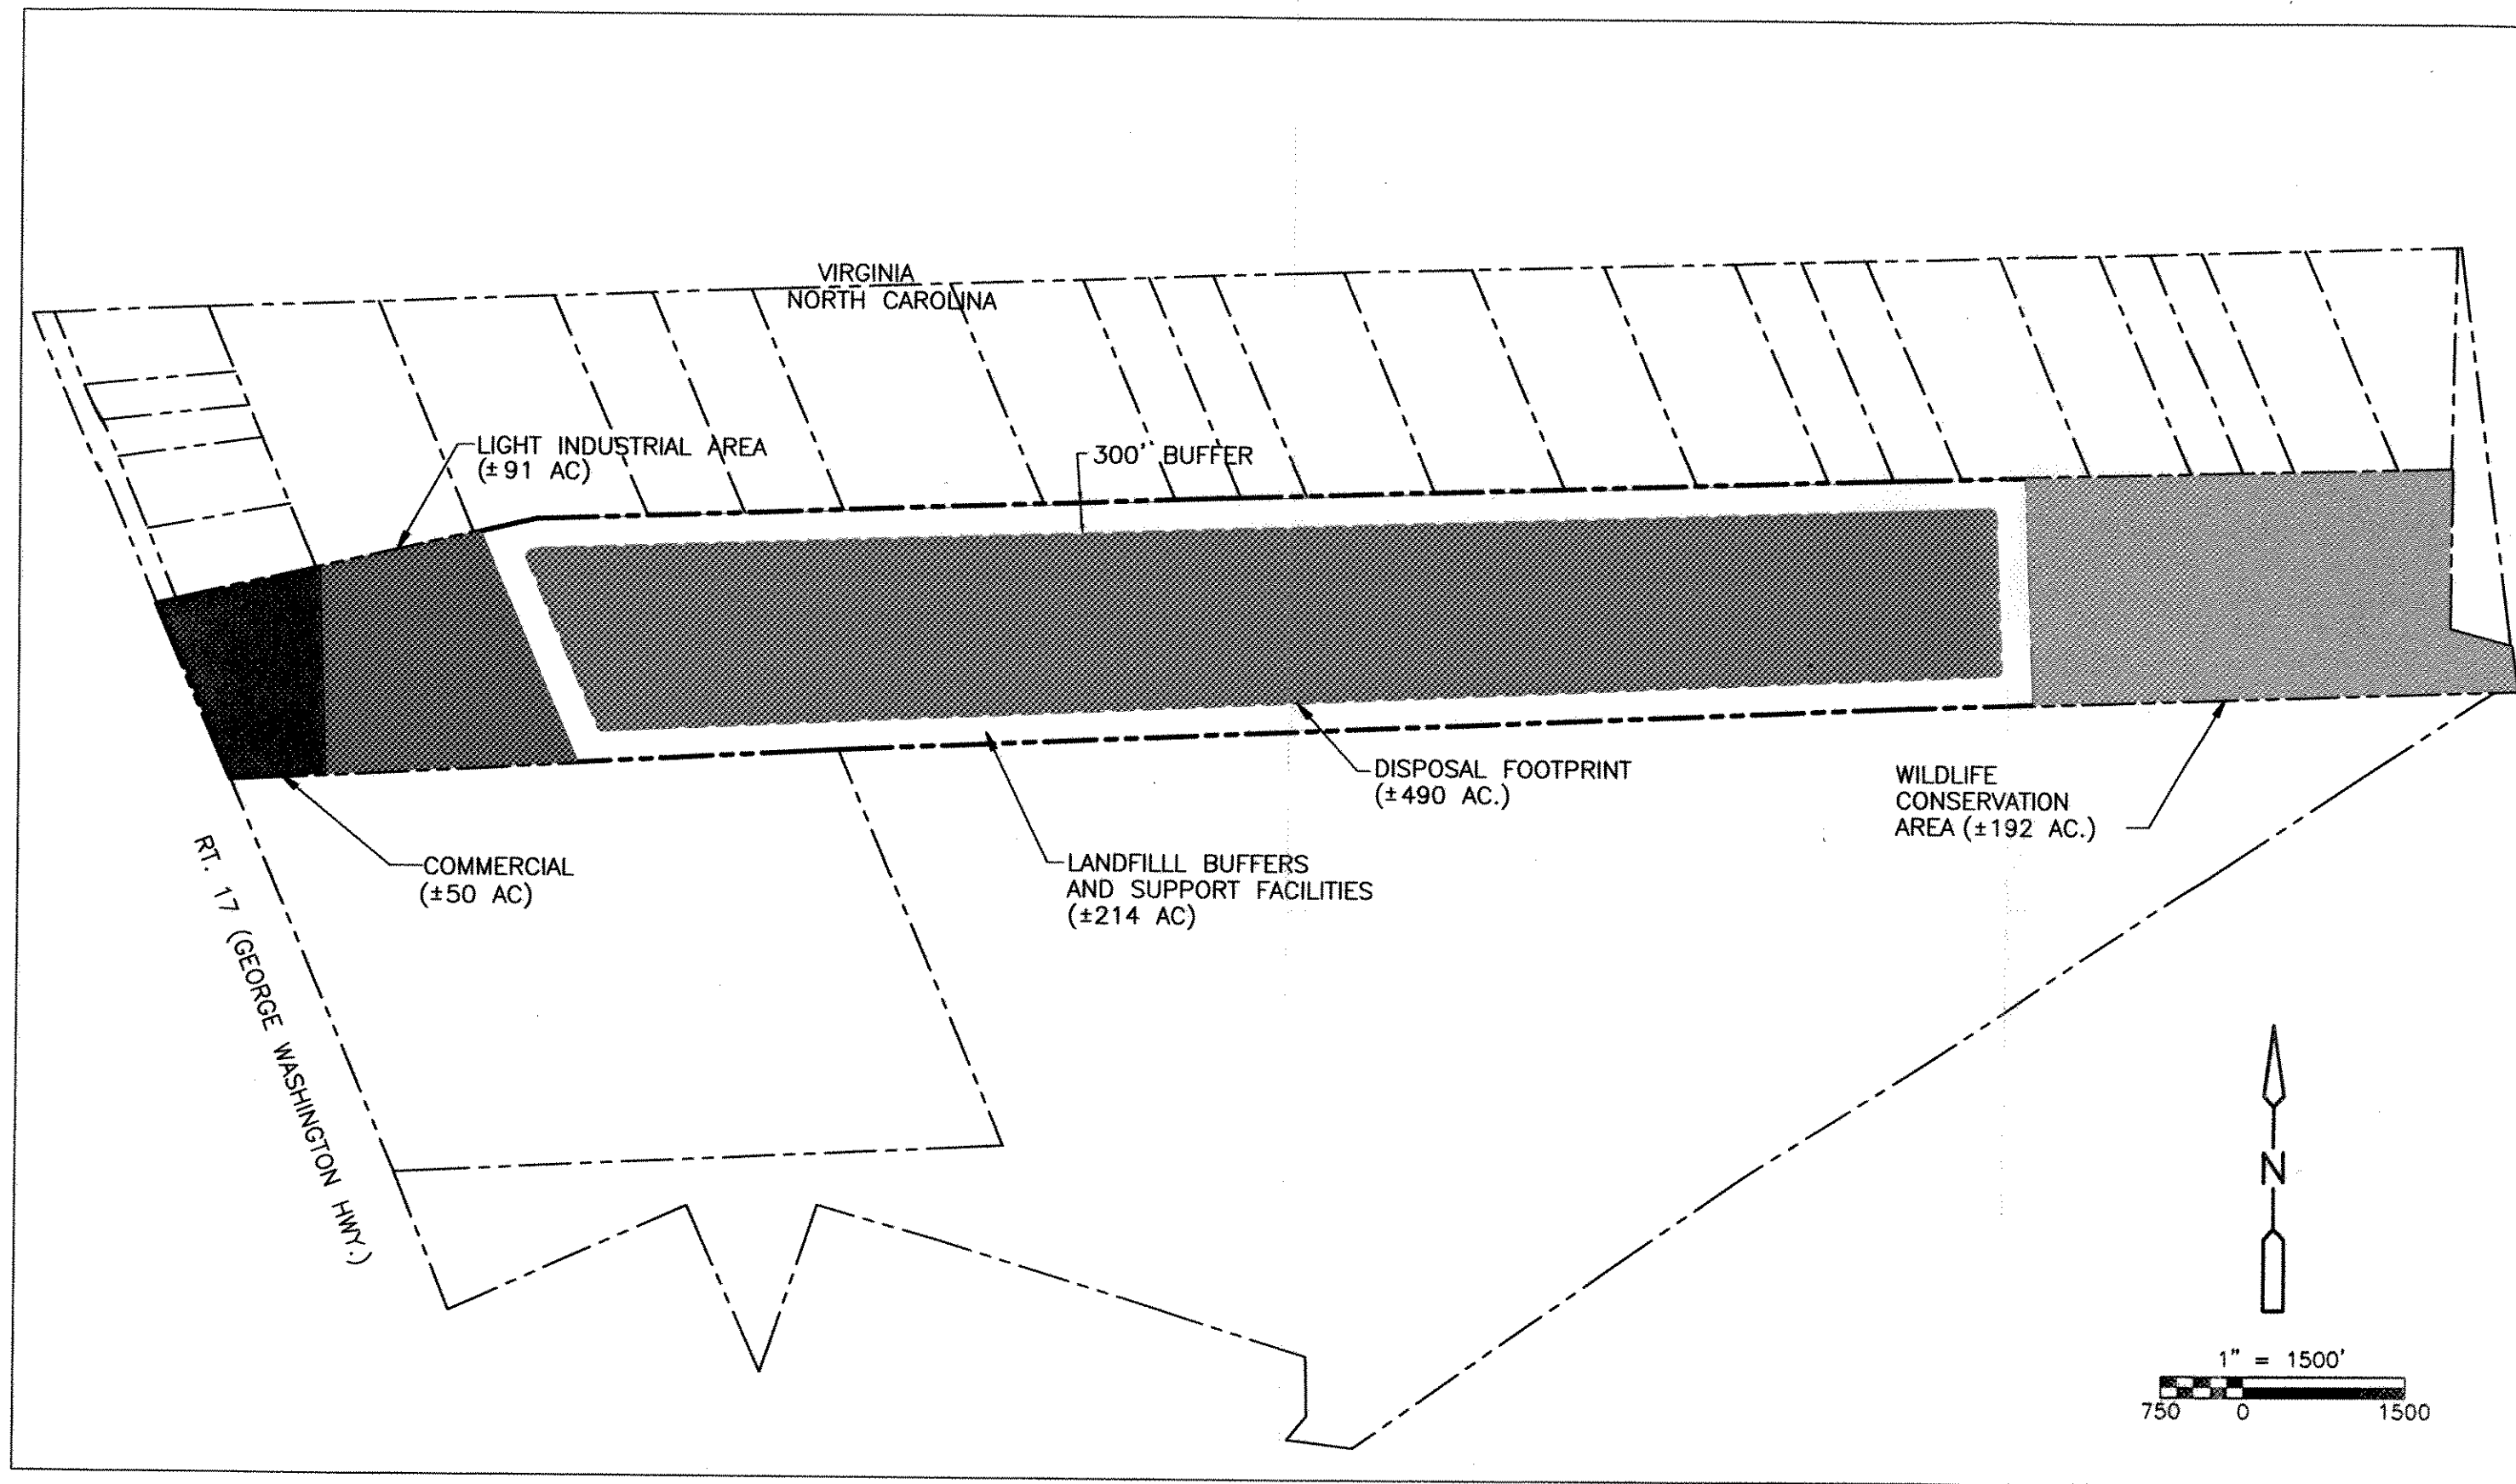 VIRGINIA
NORTH CAROLINA
LIGHT INDUSTRIAL AREA
(±91 AC)
300' BUFFER
DISPOSAL FOOTPRINT
(±490 AC.)
WILDLIFE
CONSERVATION
AREA (±192 AC.)
COMMERCIAL
(±50 AC)
LANDFILLL BUFFERS
AND SUPPORT FACILITIES
(±214 AC)
RT. 17 (GEORGE WASHINGTON HWY.)
N
1" = 1500'
750 0 1500